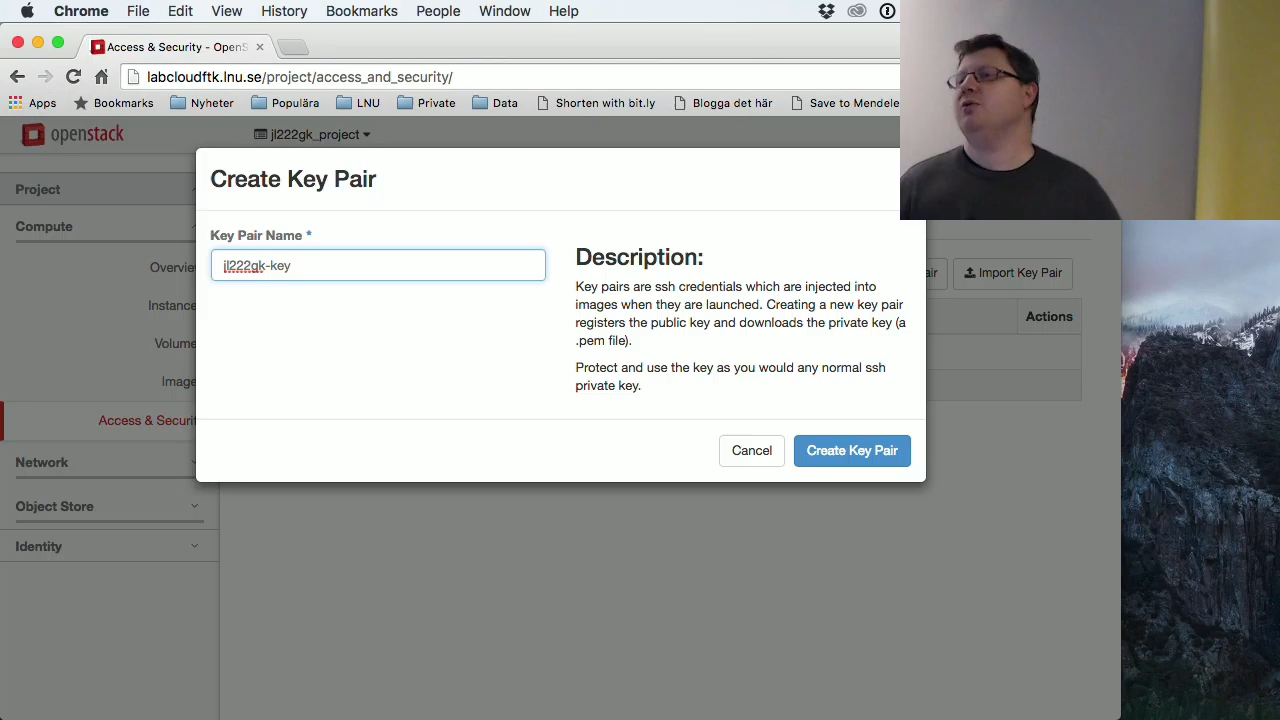 Chrome File Edit View History Bookmarks People Window Help
Access & Security - OpenS
labcloudftk.lnu.se/project/access_and_security/
Apps Bookmarks Nyheter Populära LNU Private Data Shorten with bit.ly Blogga det här Save to Mendele
openstack jl222gk_project
Create Key Pair
Project
Compute
Key Pair Name *
jl222gk-key
Description:
Key pairs are ssh credentials which are injected into
images when they are launched. Creating a new key pair
registers the public key and downloads the private key (a
.pem file).
Protect and use the key as you would any normal ssh
private key.
Cancel Create Key Pair
Overvie
Instance
Volume
Image
Access & Securit
Network
Object Store
Identity
air Import Key Pair
Actions